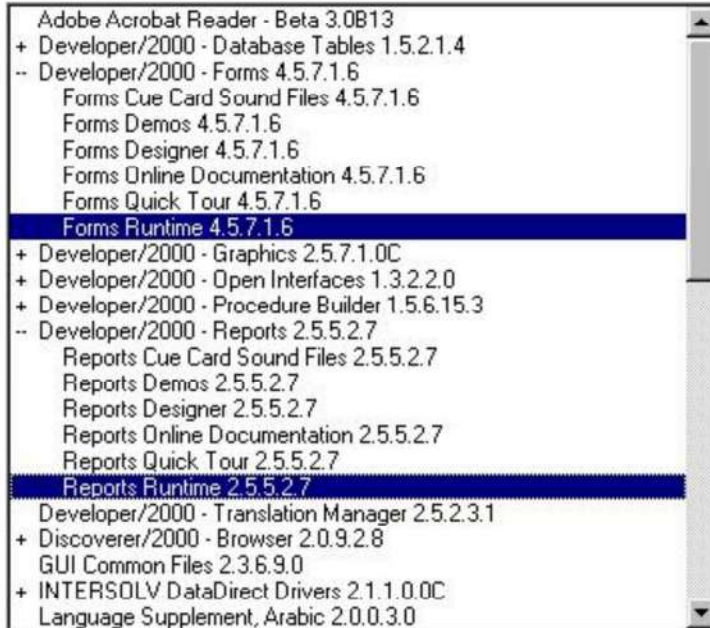 Adobe Acrobat Reader - Beta 3.0B13
+ Developer/2000 - Database Tables 1.5.2.1.4
-- Developer/2000 - Forms 4.5.7.1.6
Forms Cue Card Sound Files 4.5.7.1.6
Forms Demos 4.5.7.1.6
Forms Designer 4.5.7.1.6
Forms Online Documentation 4.5.7.1.6
Forms Quick Tour 4.5.7.1.6
Forms Runtime 4.5.7.1.6
+ Developer/2000 - Graphics 2.5.7.1.0C
+ Developer/2000 - Open Interfaces 1.3.2.2.0
+ Developer/2000 - Procedure Builder 1.5.6.15.3
-- Developer/2000 - Reports 2.5.5.2.7
Reports Cue Card Sound Files 2.5.5.2.7
Reports Demos 2.5.5.2.7
Reports Designer 2.5.5.2.7
Reports Online Documentation 2.5.5.2.7
Reports Quick Tour 2.5.5.2.7
Reports Runtime 2.5.5.2.7
Developer/2000 - Translation Manager 2.5.2.3.1
+ Discoverer/2000 - Browser 2.0.9.2.8
GUI Common Files 2.3.6.9.0
+ INTERSOLV DataDirect Drivers 2.1.1.0.0C
Language Supplement, Arabic 2.0.0.3.0